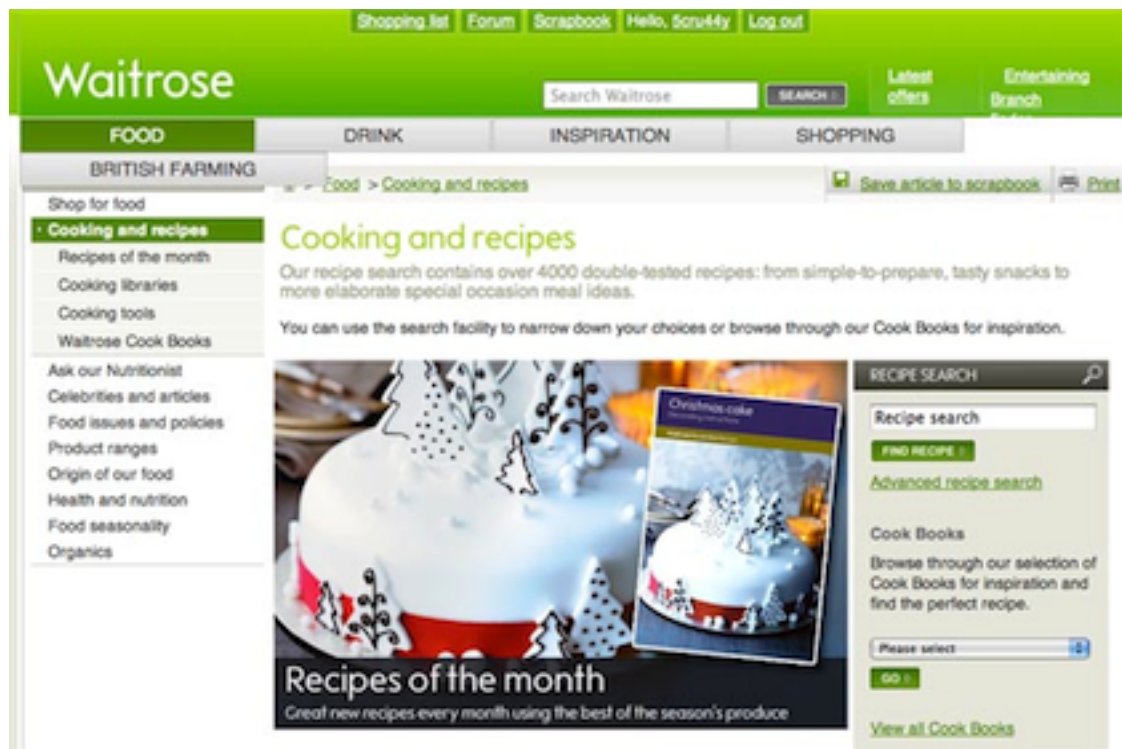 Shopping list Forum Scrapbook Hello, 5cru44y Log out
Waitrose
Search Waitrose
SEARCH
Latest offers
Entertaining
Branch
FOOD DRINK INSPIRATION SHOPPING
BRITISH FARMING
> Food > Cooking and recipes
Save article to scrapbook Print
Shop for food
Cooking and recipes
Recipes of the month
Cooking libraries
Cooking tools
Waitrose Cook Books
Ask our Nutritionist
Celebrities and articles
Food issues and policies
Product ranges
Origin of our food
Health and nutrition
Food seasonality
Organics
Cooking and recipes
Our recipe search contains over 4000 double-tested recipes: from simple-to-prepare, tasty snacks to
more elaborate special occasion meal ideas.
You can use the search facility to narrow down your choices or browse through our Cook Books for inspiration.
Christmas cake
Recipes of the month
Great new recipes every month using the best of the season's produce
RECIPE SEARCH
Recipe search
FIND RECIPE
Advanced recipe search
Cook Books
Browse through our selection of
Cook Books for inspiration and
find the perfect recipe.
Please select
GO
View all Cook Books